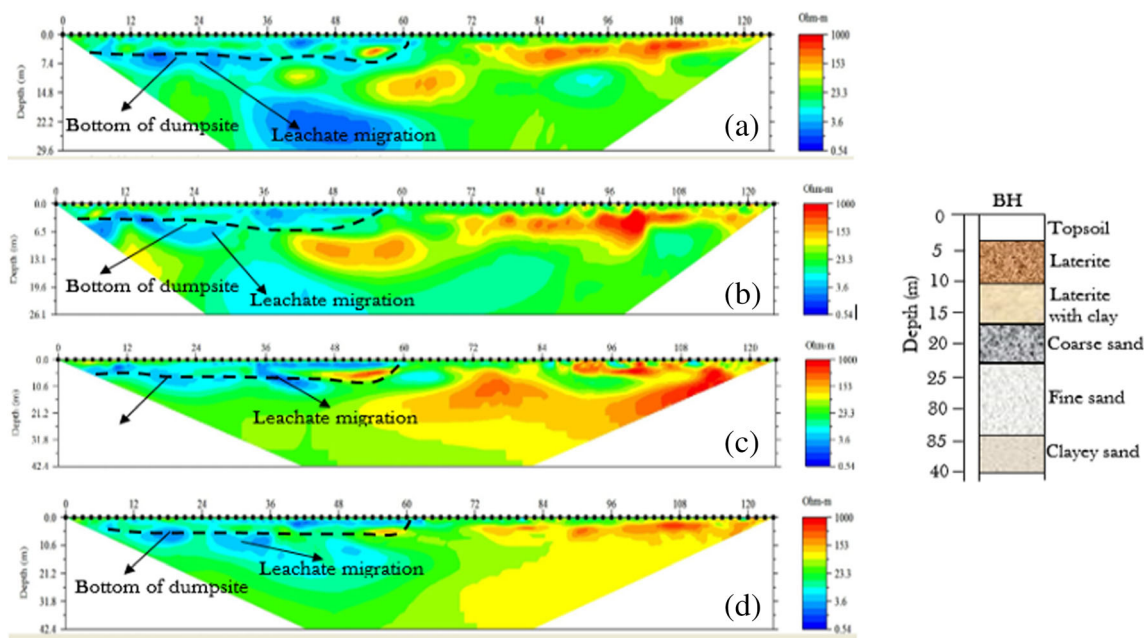 Ohm-m
0 12 24 36 48 60 72 84 96 108 120
Depth (m)
0.0
7.4
14.8
22.2
29.6
1000
152
23.3
3.6
0.54
Bottom of dumpsite
Leachate migration
(a)
Ohm-m
0 12 24 36 48 60 72 84 96 108 120
Depth (m)
0.0
6.5
13.1
19.6
26.1
1000
152
23.3
3.6
0.54
Bottom of dumpsite
Leachate migration
(b)
Ohm-m
0 12 24 36 48 60 72 84 96 108 120
Depth (m)
0.0
10.6
21.2
31.8
42.4
1000
152
23.3
3.6
0.54
Leachate migration
(c)
Ohm-m
0 12 24 36 48 60 72 84 96 108 120
Depth (m)
0.0
10.6
21.2
31.8
42.4
1000
152
23.3
3.6
0.54
Bottom of dumpsite
Leachate migration
(d)
BH
Depth (m)
0
5
10
15
20
25
30
85
40
Topsoil
Laterite
Laterite
with clay
Coarse sand
Fine sand
Clayey sand